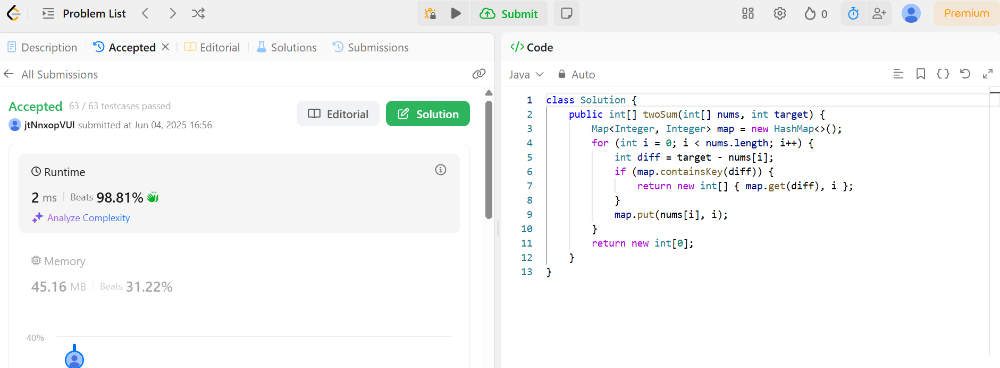 Problem List
Submit
0
Premium
Description
Accepted
Editorial
Solutions
Submissions
All Submissions
Accepted 63 / 63 testcases passed
jtNnxopVUl submitted at Jun 04, 2025 16:56
Editorial
Solution
Runtime
2 ms Beats 98.81%
Analyze Complexity
Memory
45.16 MB Beats 31.22%
40%
</> Code
Java
Auto
1 class Solution {
2 public int[] twoSum(int[] nums, int target) {
3 Map<Integer, Integer> map = new HashMap<>();
4 for (int i = 0; i < nums.length; i++) {
5 int diff = target - nums[i];
6 if (map.containsKey(diff)) {
7 return new int[] { map.get(diff), i };
8 }
9 map.put(nums[i], i);
10 }
11 return new int[0];
12 }
13 }